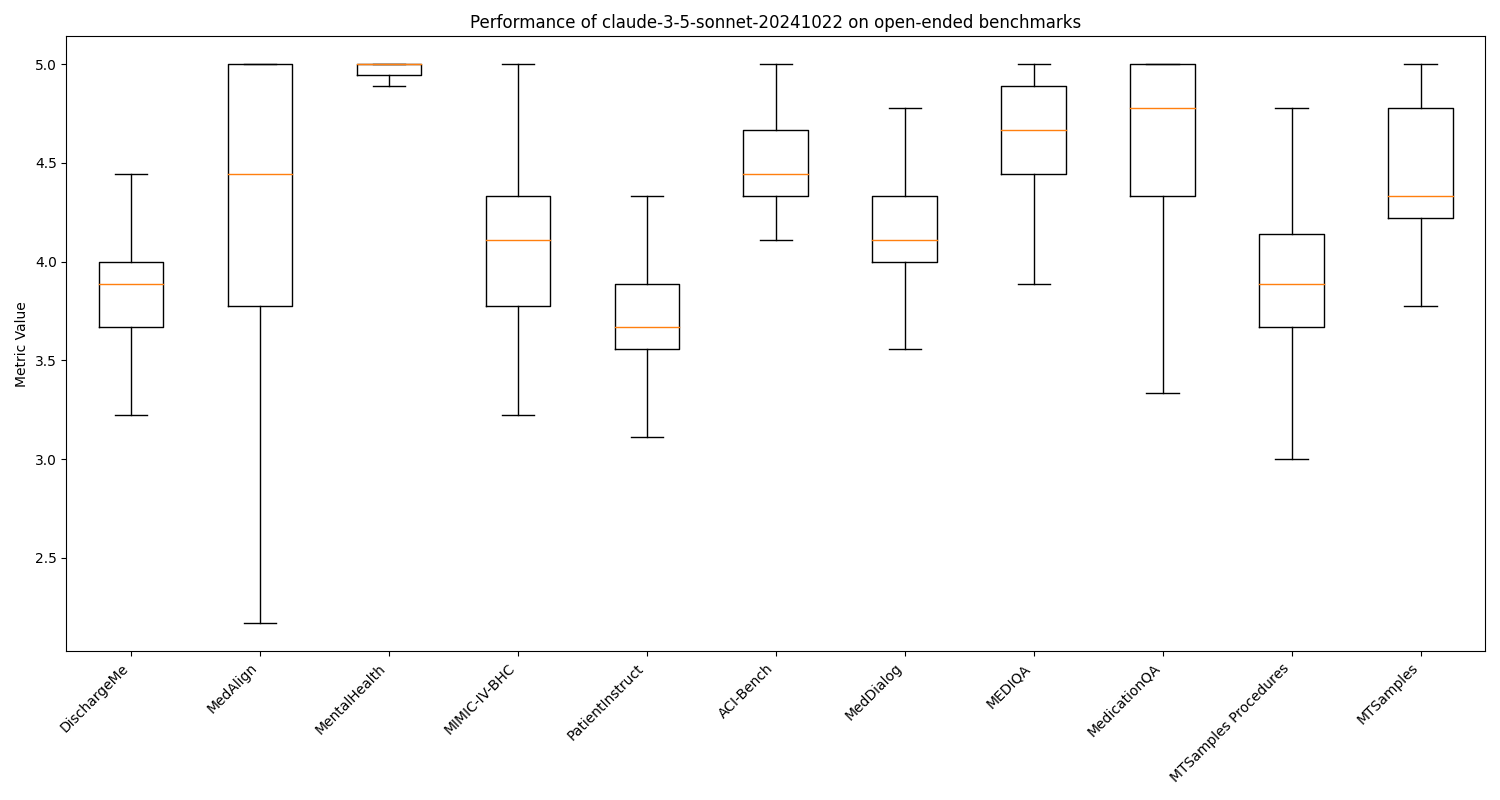 Performance of claude-3-5-sonnet-20241022 on open-ended benchmarks
Metric Value
5.0
4.5
4.0
3.5
3.0
2.5
DischargeMe
MedAlign
MentalHealth
MIMIC-IV-BHC
PatientInstruct
ACI-Bench
MedDialog
MEDIQA
MedicationQA
MTSamples Procedures
MTSamples